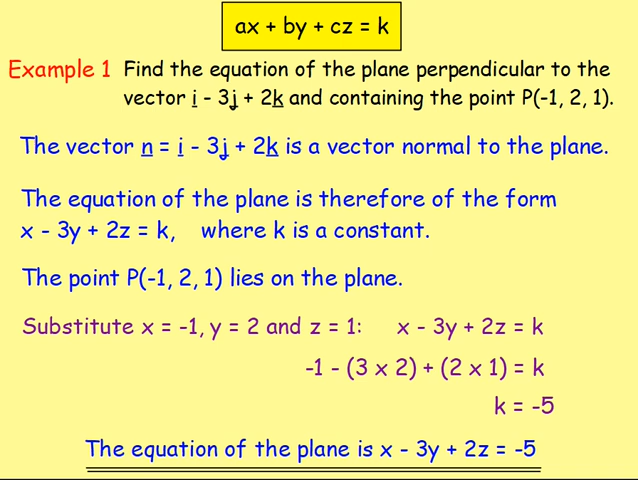 ax + by + cz = k
Example 1 Find the equation of the plane perpendicular to the
vector i - 3j + 2k and containing the point P(-1, 2, 1).
The vector n = i - 3j + 2k is a vector normal to the plane.
The equation of the plane is therefore of the form
x - 3y + 2z = k, where k is a constant.
The point P(-1, 2, 1) lies on the plane.
Substitute x = -1, y = 2 and z = 1: x - 3y + 2z = k
-1 - (3 x 2) + (2 x 1) = k
k = -5
The equation of the plane is x - 3y + 2z = -5